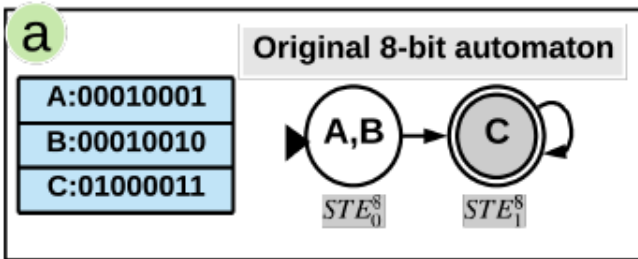 a
Original 8-bit automaton
A:00010001
B:00010010
C:01000011
A,B
C
STE₀⁸
STE₁⁸